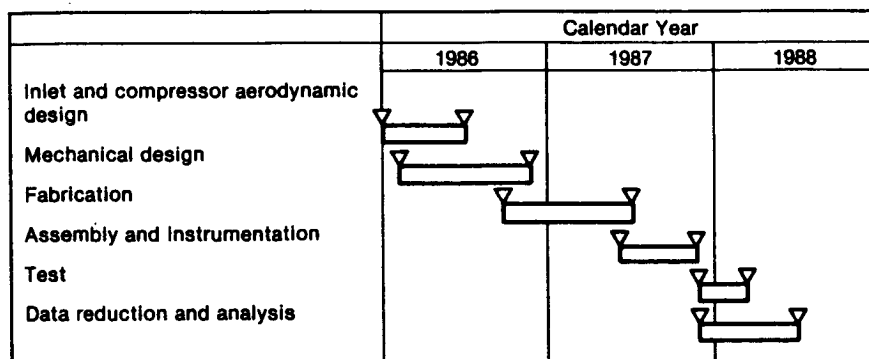 Calendar Year
1986 1987 1988
Inlet and compressor aerodynamic
design
Mechanical design
Fabrication
Assembly and Instrumentation
Test
Data reduction and analysis